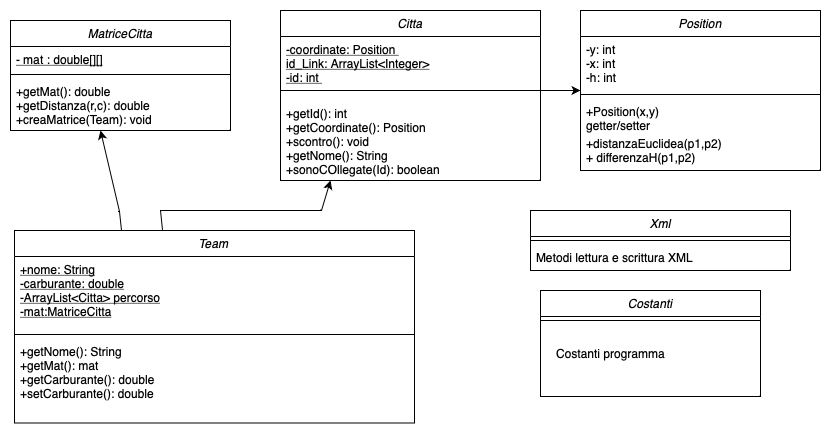 MatriceCitta
- mat : double[][]
+getMat(): double
+getDistanza(r,c): double
+creaMatrice(Team): void
Citta
-coordinate: Position
id_Link: ArrayList<Integer>
-id: int
+getId(): int
+getCoordinate(): Position
+scontro(): void
+getNome(): String
+sonoCOllegate(Id): boolean
Position
-y: int
-x: int
-h: int
+Position(x,y)
getter/setter
+distanzaEuclidea(p1,p2)
+ differenzaH(p1,p2)
Team
+nome: String
-carburante: double
-ArrayList<Citta> percorso
-mat:MatriceCitta
+getNome(): String
+getMat(): mat
+getCarburante(): double
+setCarburante(): double
Xml
Metodi lettura e scrittura XML
Costanti
Costanti programma